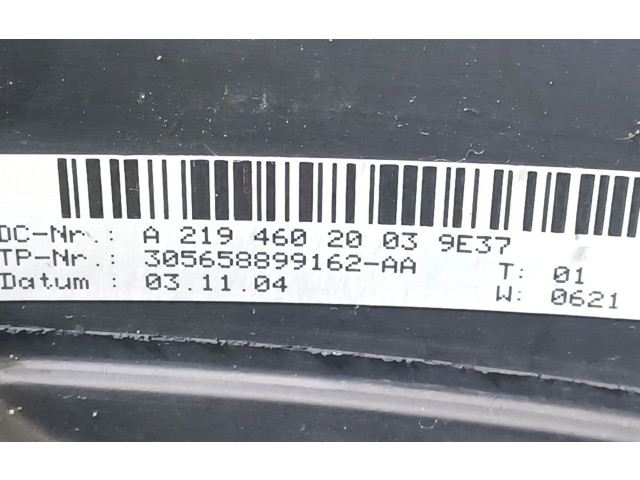 DC-Nr.: A 219 460 20 03 9E37
TP-Nr.: 305658899162-AA T: 01
Datum : 03.11.04 W: 0621